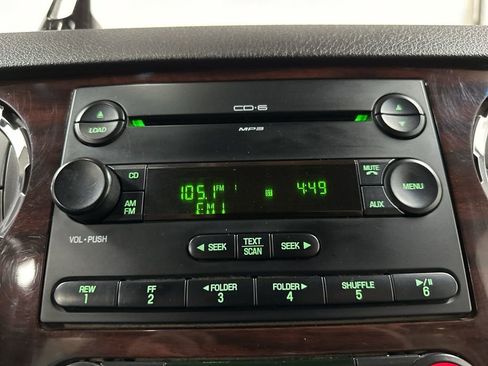 CD•6
LOAD
MP3
CD
105.1 FM 1 4:49
FM1
MUTE
MENU
AM
FM
AUX
VOL•PUSH
◄ SEEK TEXT SEEK ►
SCAN
REW FF ◄FOLDER FOLDER► SHUFFLE ►/II
1 2 3 4 5 6